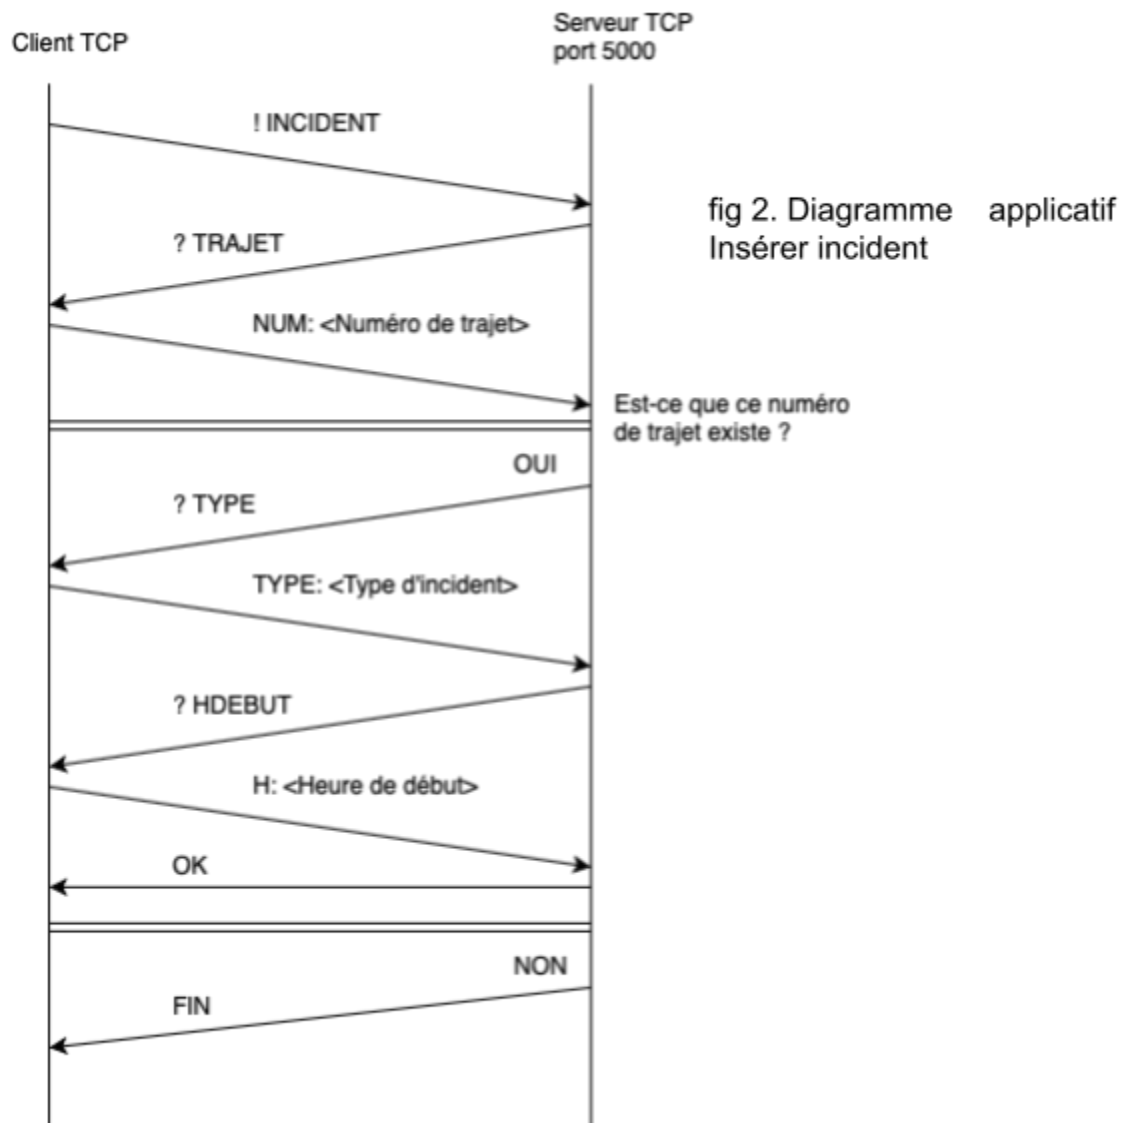 Client TCP
Serveur TCP
port 5000
! INCIDENT
fig 2. Diagramme applicatif
Insérer incident
? TRAJET
NUM: <Numéro de trajet>
Est-ce que ce numéro
de trajet existe ?
OUI
? TYPE
TYPE: <Type d'incident>
? HDEBUT
H: <Heure de début>
OK
NON
FIN